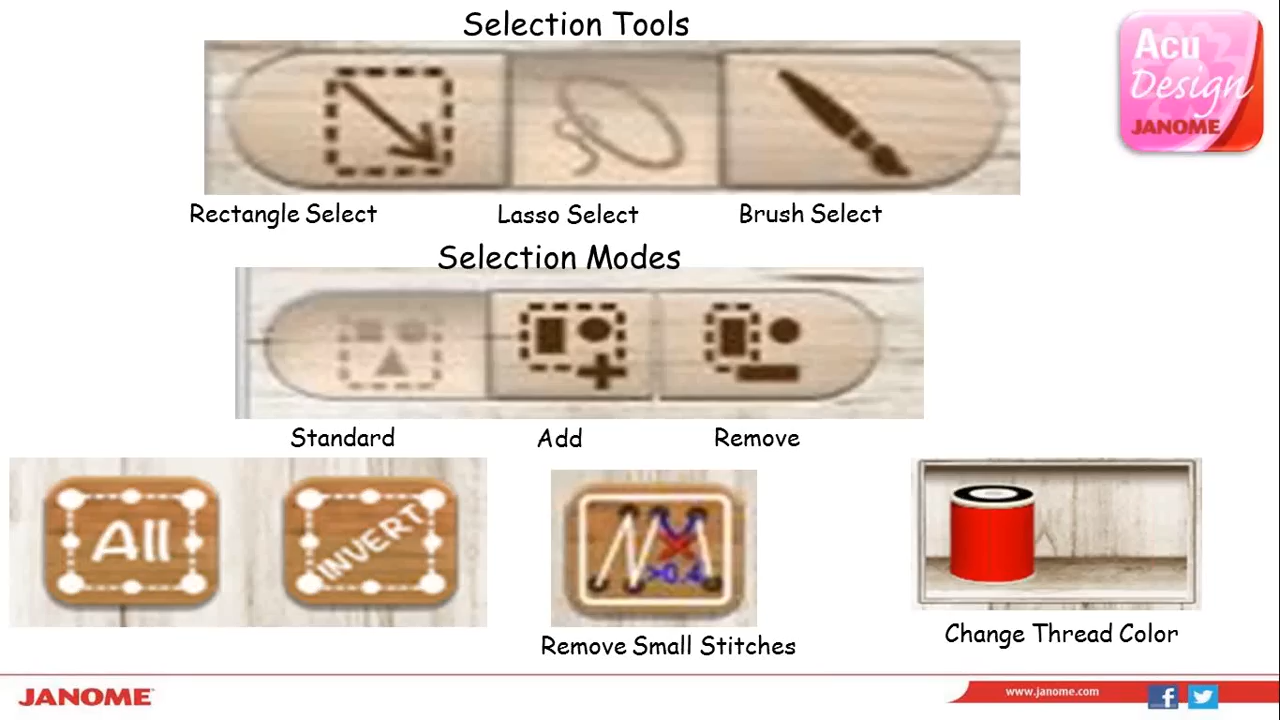 Selection Tools
Acu
Design
JANOME
Rectangle Select
Lasso Select
Brush Select
Selection Modes
Standard
Add
Remove
All
INVERT
>0.4
Remove Small Stitches
Change Thread Color
JANOME
www.janome.com